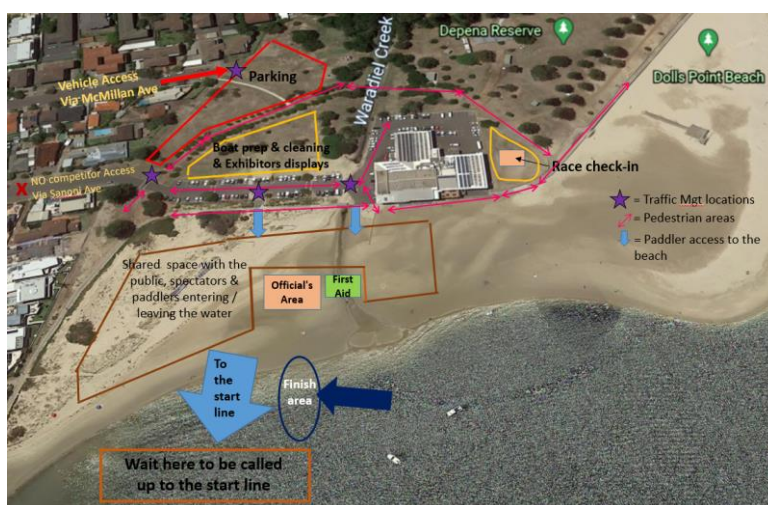 Depena Reserve
Dolls Point Beach
Waradiel Creek
Vehicle Access
Via McMillan Ave
Parking
Boat prep & cleaning
& Exhibitors displays
Race check-in
X NO competitor Access
Via Sanoni Ave
= Traffic Mgt locations
= Pedestrian areas
= Paddler access to the
beach
Shared space with the
public, spectators &
paddlers entering /
leaving the water
Official's
Area
First
Aid
To
the
start
line
Finish
area
Wait here to be called
up to the start line